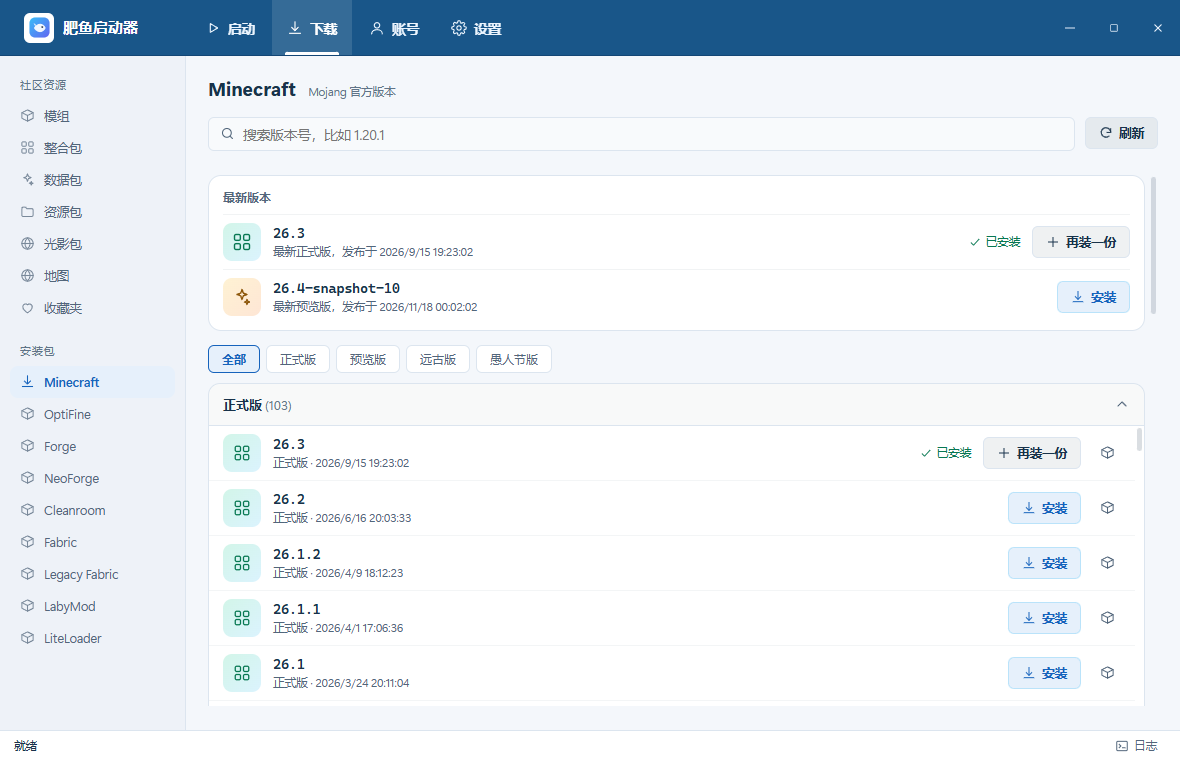 肥鱼启动器
启动
下载
账号
设置
社区资源
模组
整合包
数据包
资源包
光影包
地图
收藏夹
安装包
Minecraft
OptiFine
Forge
NeoForge
Cleanroom
Fabric
Legacy Fabric
LabyMod
LiteLoader
Minecraft Mojang 官方版本
搜索版本号，比如 1.20.1
刷新
最新版本
26.3
最新正式版，发布于 2026/9/15 19:23:02
已安装
再装一份
26.4-snapshot-10
最新预览版，发布于 2026/11/18 00:02:02
安装
全部
正式版
预览版
远古版
愚人节版
正式版 (103)
26.3
正式版 · 2026/9/15 19:23:02
已安装
再装一份
26.2
正式版 · 2026/6/16 20:03:33
安装
26.1.2
正式版 · 2026/4/9 18:12:23
安装
26.1.1
正式版 · 2026/4/1 17:06:36
安装
26.1
正式版 · 2026/3/24 20:11:04
安装
就绪
日志